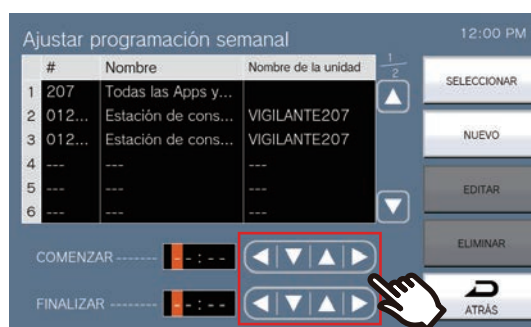 Ajustar programación semanal
12:00 PM
# Nombre Nombre de la unidad 1/2
1 207 Todas las Apps y...
2 012... Estación de cons... VIGILANTE207
3 012... Estación de cons... VIGILANTE207
4 --- --- ---
5 --- --- ---
6 --- --- ---
SELECCIONAR
NUEVO
EDITAR
ELIMINAR
COMENZAR ------- --:--
FINALIZAR -------- --:--
ATRÁS